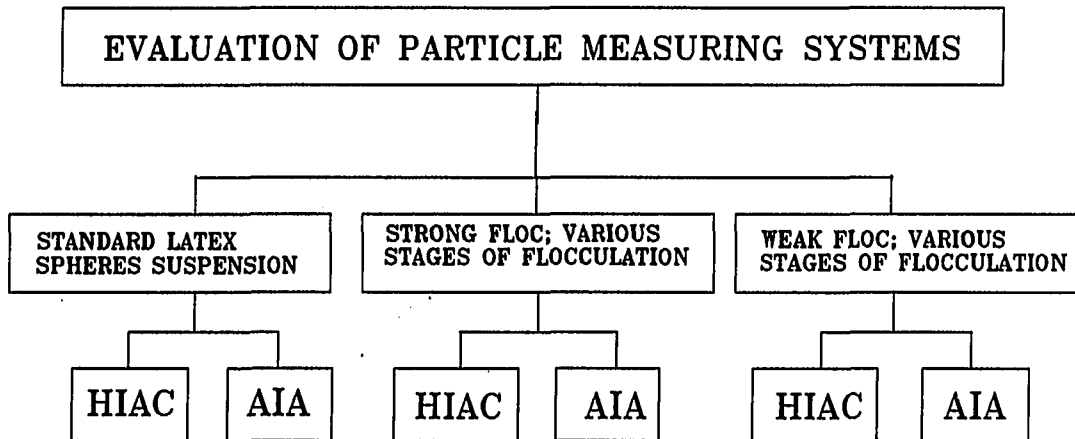 EVALUATION OF PARTICLE MEASURING SYSTEMS
STANDARD LATEX
SPHERES SUSPENSION
STRONG FLOC; VARIOUS
STAGES OF FLOCCULATION
WEAK FLOC; VARIOUS
STAGES OF FLOCCULATION
HIAC
AIA
HIAC
AIA
HIAC
AIA